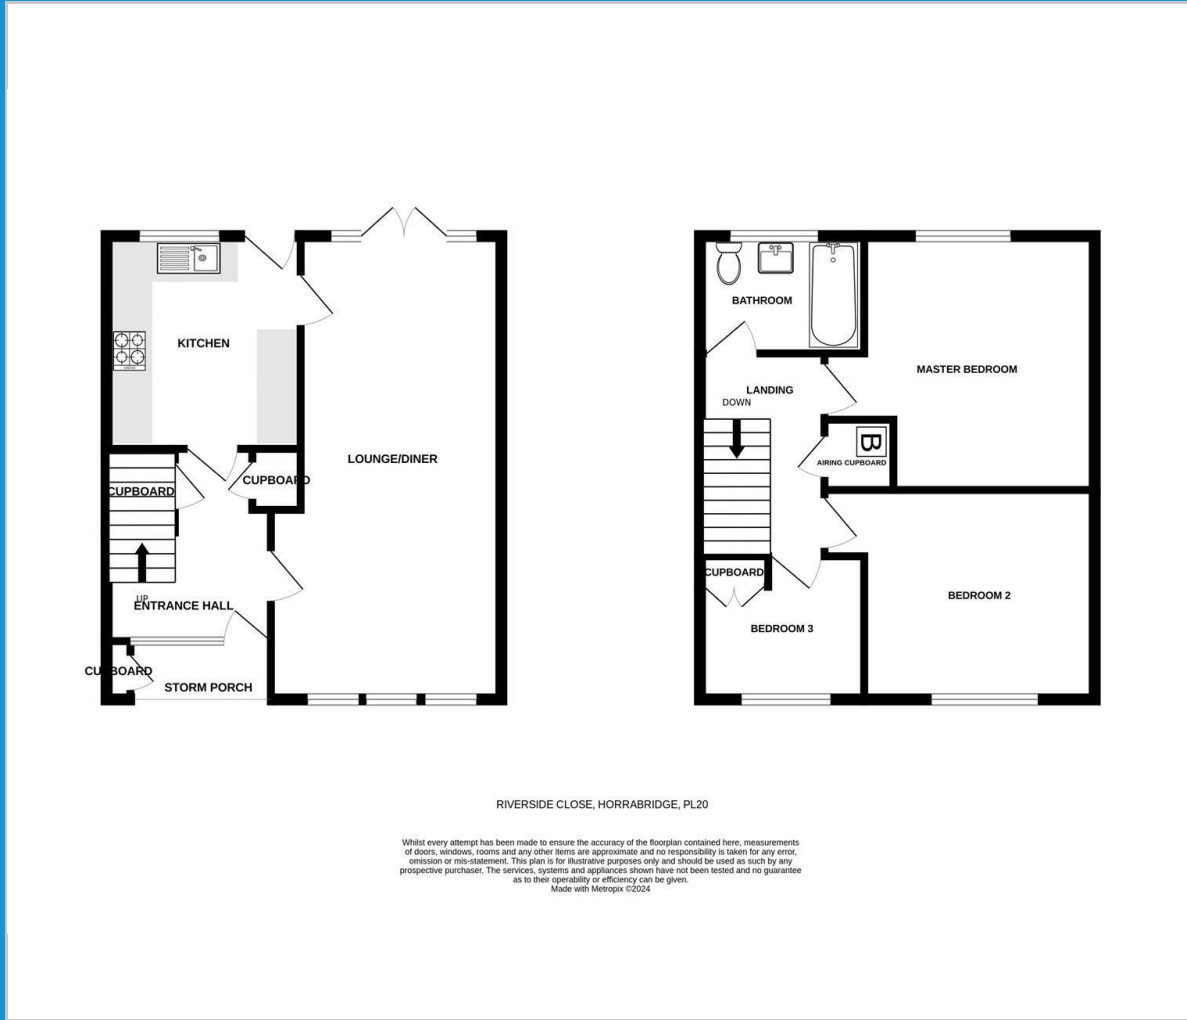 KITCHEN
CUPBOARD
CUPBOARD
LOUNGE/DINER
UP
ENTRANCE HALL
CUPBOARD
STORM PORCH
BATHROOM
LANDING
DOWN
MASTER BEDROOM
B
AIRING CUPBOARD
CUPBOARD
BEDROOM 2
BEDROOM 3
RIVERSIDE CLOSE, HORRABRIDGE, PL20
Whilst every attempt has been made to ensure the accuracy of the floorplan contained here, measurements
of doors, windows, rooms and any other items are approximate and no responsibility is taken for any error,
omission or mis-statement. This plan is for illustrative purposes only and should be used as such by any
prospective purchaser. The services, systems and appliances shown have not been tested and no guarantee
as to their operability or efficiency can be given.
Made with Metropix ©2024